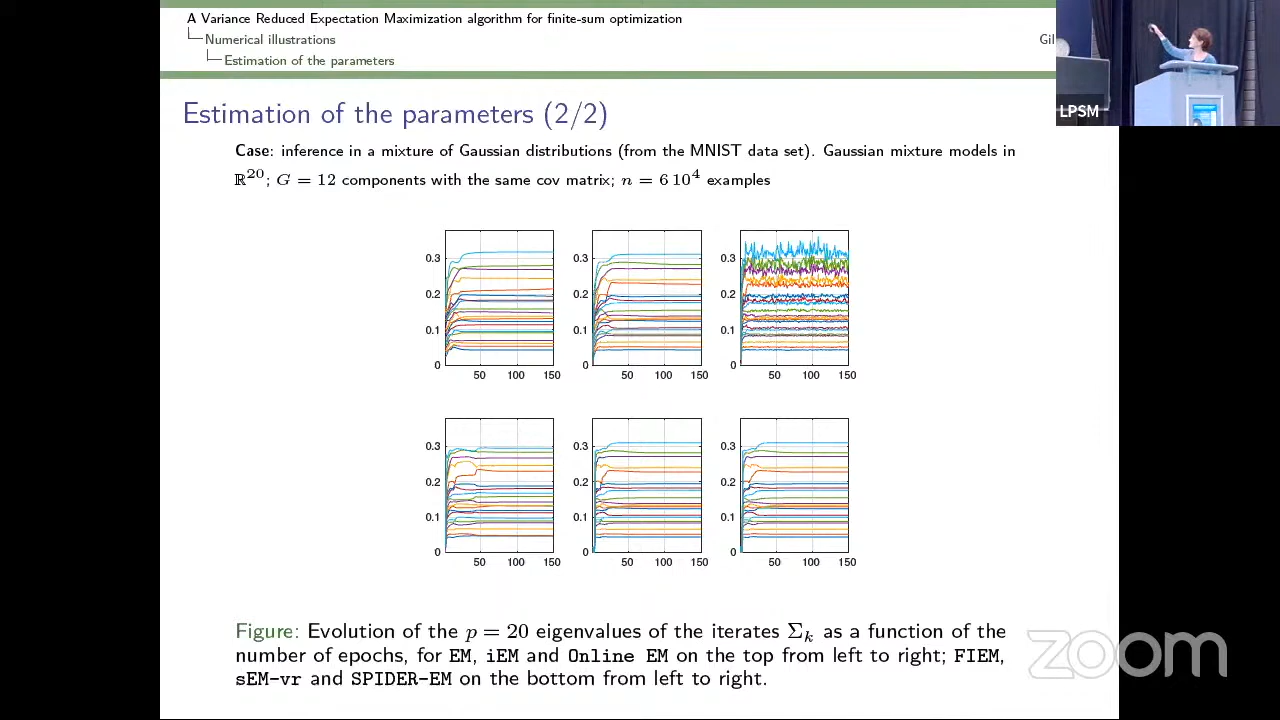 A Variance Reduced Expectation Maximization algorithm for finite-sum optimization
Numerical illustrations
Gil
Estimation of the parameters
LPSM
Estimation of the parameters (2/2)
Case: inference in a mixture of Gaussian distributions (from the MNIST data set). Gaussian mixture models in
ℝ²⁰; G = 12 components with the same cov matrix; n = 6 10⁴ examples
0.3
0.2
0.1
0
50 100 150
0.3
0.2
0.1
0
50 100 150
0.3
0.2
0.1
0
50 100 150
0.3
0.2
0.1
0
50 100 150
0.3
0.2
0.1
0
50 100 150
0.3
0.2
0.1
0
50 100 150
Figure: Evolution of the p = 20 eigenvalues of the iterates Σₖ as a function of the
number of epochs, for EM, iEM and Online EM on the top from left to right; FIEM,
sEM-vr and SPIDER-EM on the bottom from left to right.
zoom